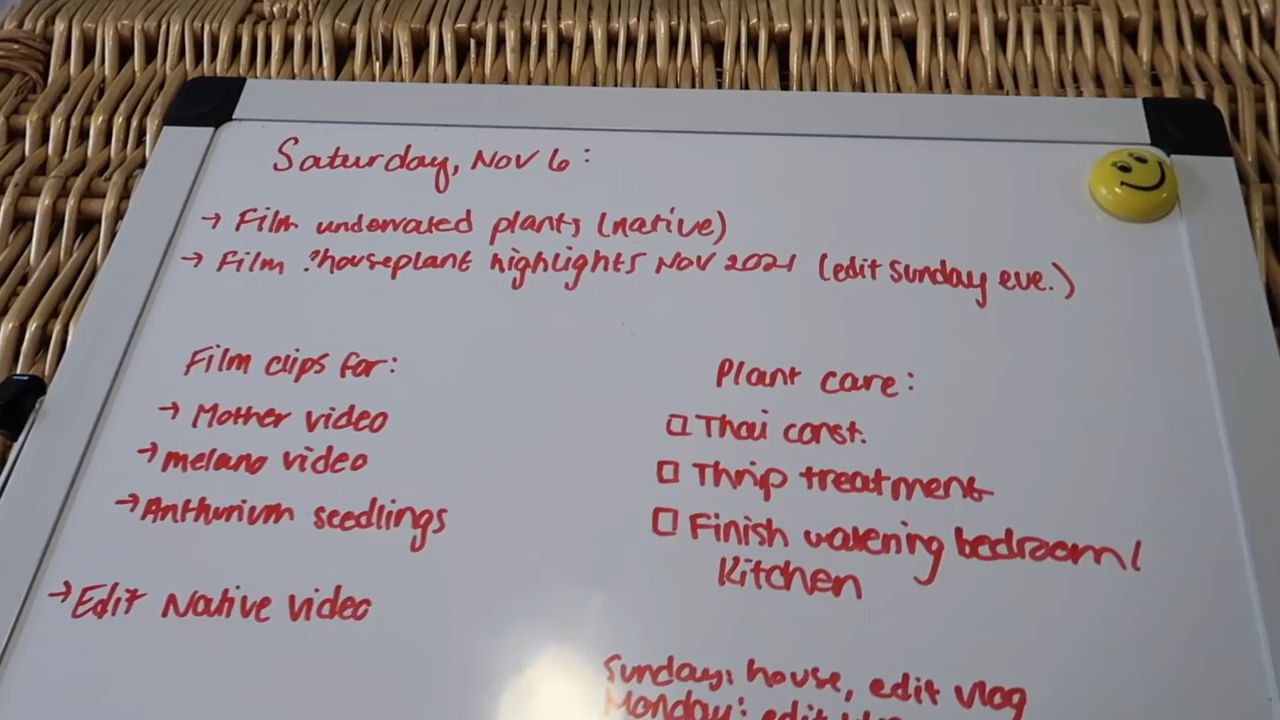 Saturday, Nov 6:
→ Film underrated plants (native)
→ Film houseplant highlights Nov 2021 (edit Sunday eve.)
Film clips for:
→ Mother video
→ melano video
→ Anthurium seedlings
→ Edit Native video
Plant care:
□ Thai const.
□ Thrip treatment
□ Finish watering bedroom/
Kitchen
Sunday: house, edit vlog
Monday: edit